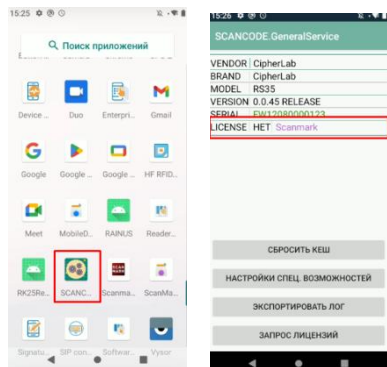 15:25
Поиск приложений
Device ... Duo Enterpri... Gmail
Google Google ... Google ... HF RFID...
Meet MobileD... RAINUS Reader...
RK25Re... SCANC... Scanma... ScanMa...
Signatu... SIP con... Softwar... Vysor
15:26
SCANCODE.GeneralService
VENDOR CipherLab
BRAND CipherLab
MODEL RS35
VERSION 0.0.45 RELEASE
SERIAL FW12080000123
LICENSE НЕТ Scanmark
СБРОСИТЬ КЕШ
НАСТРОЙКИ СПЕЦ. ВОЗМОЖНОСТЕЙ
ЭКСПОРТИРОВАТЬ ЛОГ
ЗАПРОС ЛИЦЕНЗИЙ